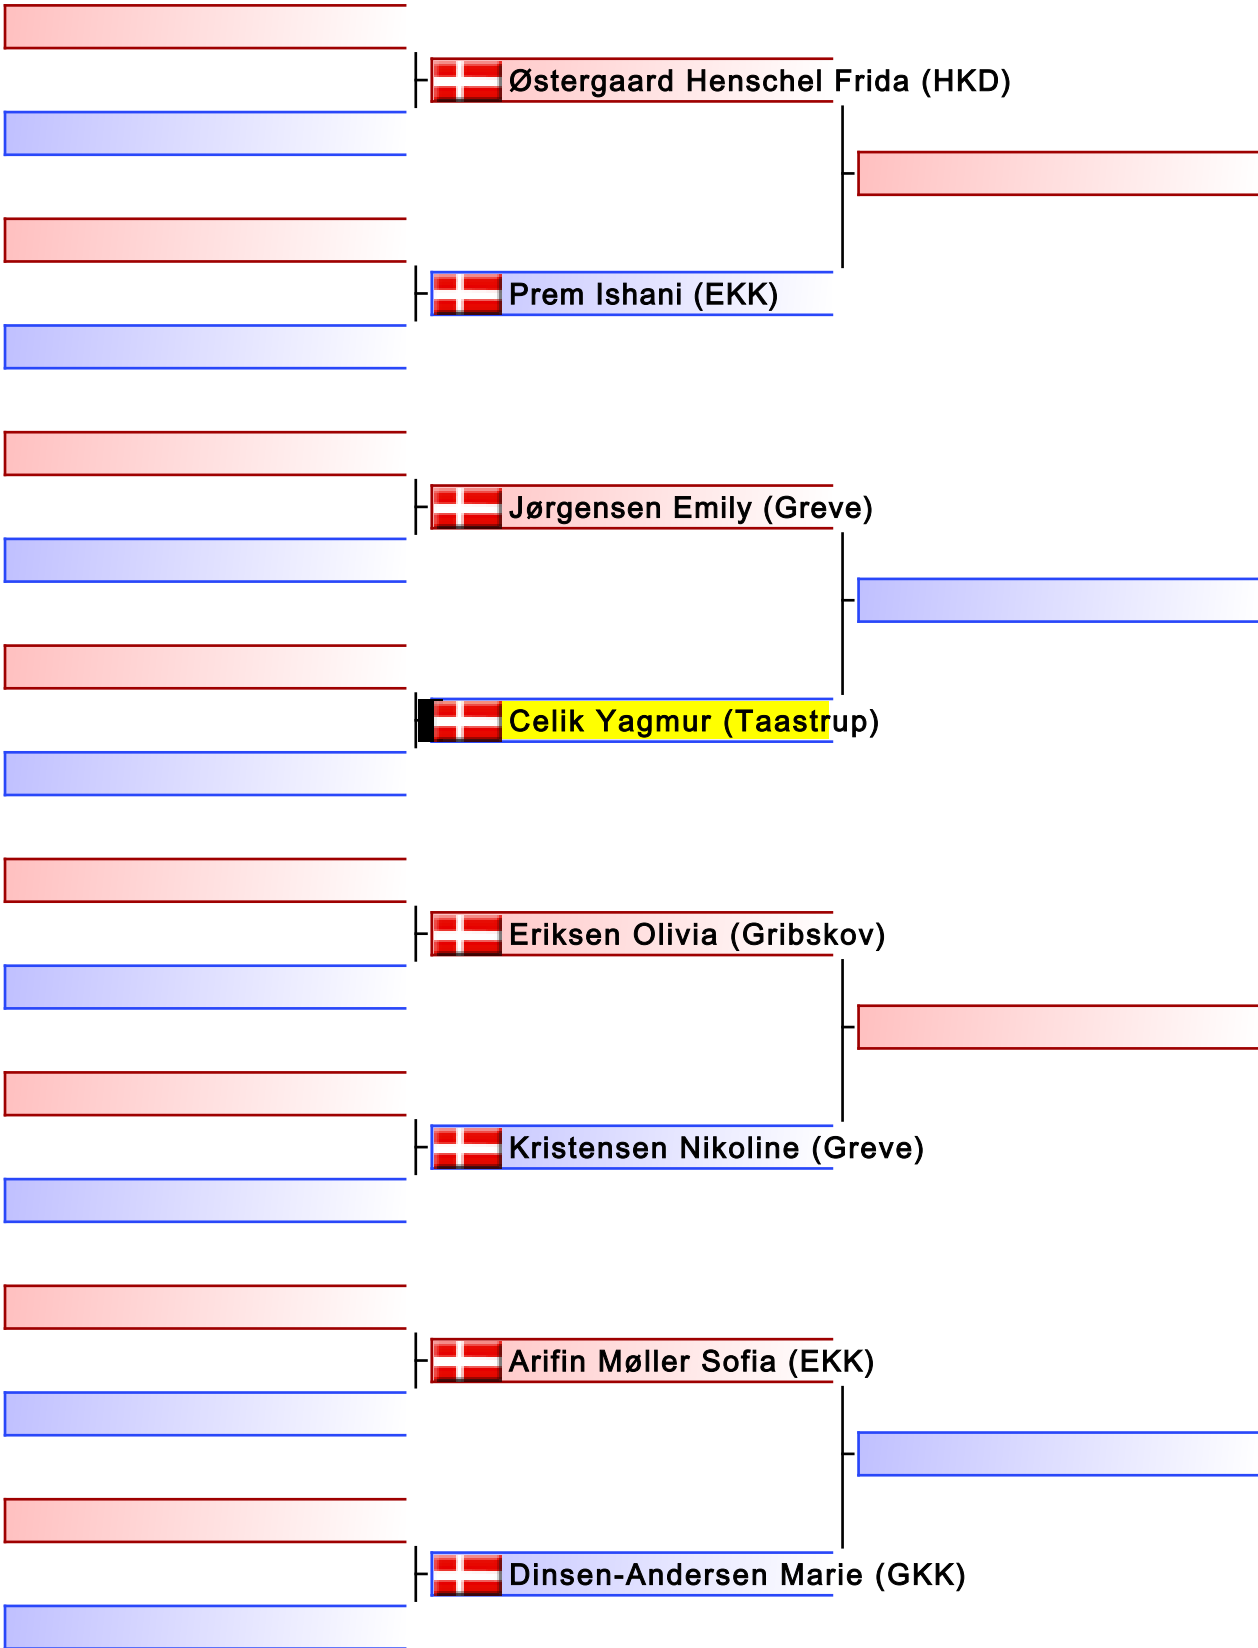 Østergaard Henschel Frida (HKD)
Prem Ishani (EKK)
Jørgensen Emily (Greve)
Celik Yagmur (Taastrup)
Eriksen Olivia (Gribskov)
Kristensen Nikoline (Greve)
Arifin Møller Sofia (EKK)
Dinsen-Andersen Marie (GKK)